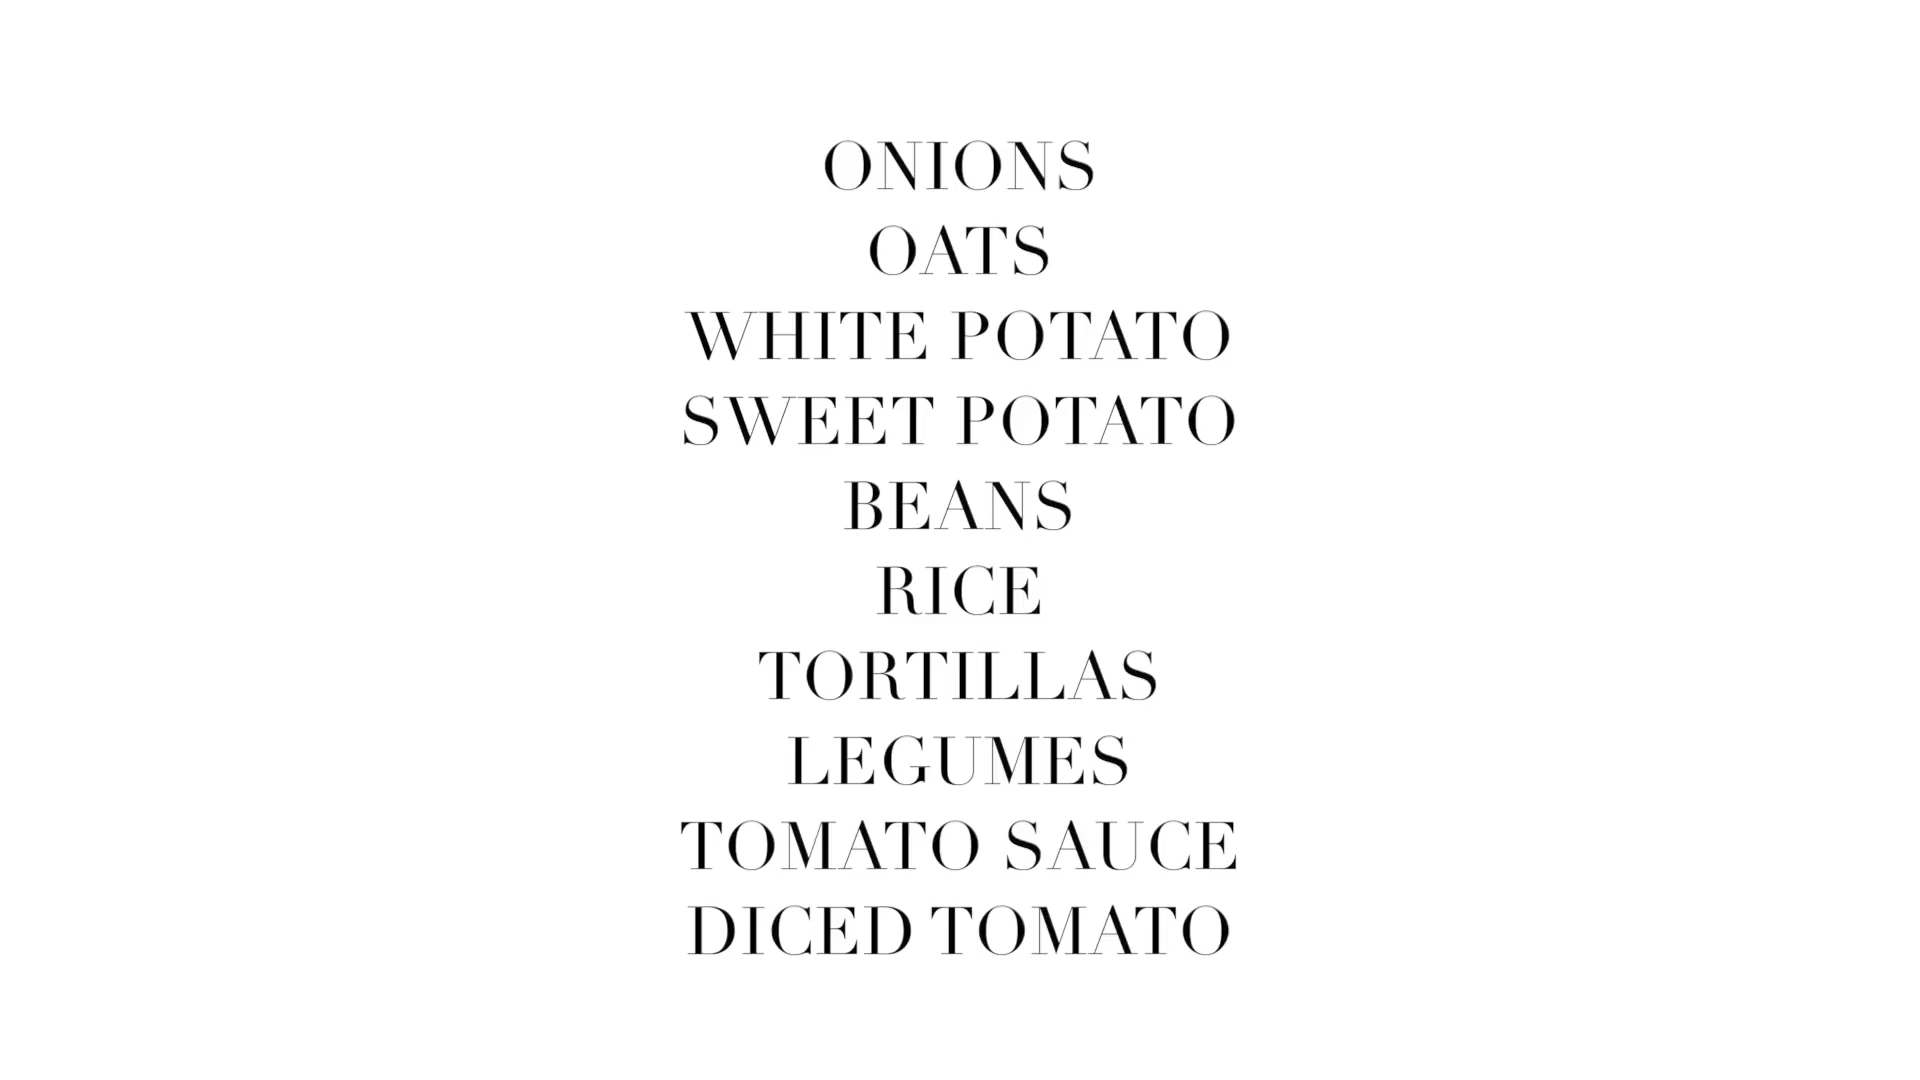 ONIONS
OATS
WHITE POTATO
SWEET POTATO
BEANS
RICE
TORTILLAS
LEGUMES
TOMATO SAUCE
DICED TOMATO